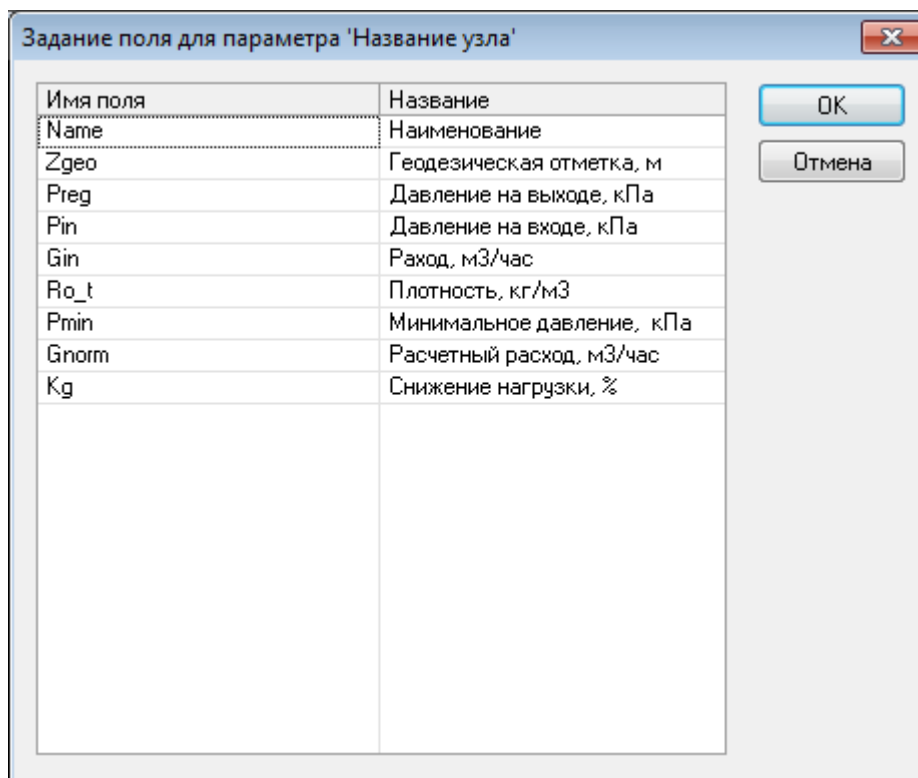 Задание поля для параметра 'Название узла'
Имя поля Название
Name Наименование
Zgeo Геодезическая отметка, м
Preg Давление на выходе, кПа
Pin Давление на входе, кПа
Gin Раход, м3/час
Ro_t Плотность, кг/м3
Pmin Минимальное давление, кПа
Gnorm Расчетный расход, м3/час
Kg Снижение нагрузки, %
OK
Отмена